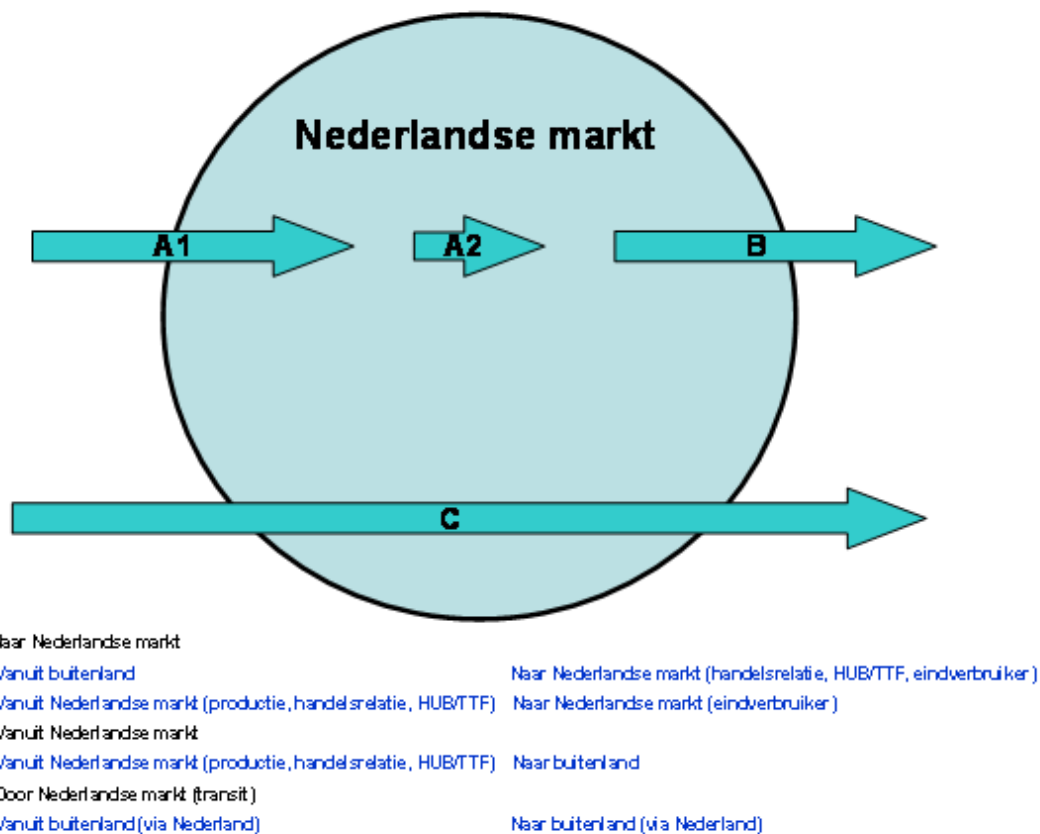 Nederlandse markt
A1 A2 B
C
Naar Nederlandse markt
Vanuit buitenland Naar Nederlandse markt (handelsrelatie, HUB/TTF, eindverbruiker)
Vanuit Nederlandse markt (productie, handelsrelatie, HUB/TTF) Naar Nederlandse markt (eindverbruiker)
Vanuit Nederlandse markt
Vanuit Nederlandse markt (productie, handelsrelatie, HUB/TTF) Naar buitenland
Door Nederlandse markt (transit)
Vanuit buitenland (via Nederland) Naar buitenland (via Nederland)